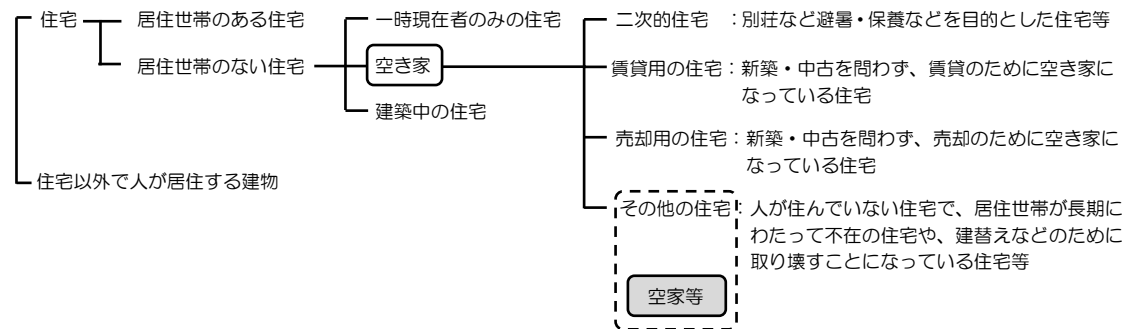 住宅
居住世帯のある住宅
居住世帯のない住宅
一時現在者のみの住宅
空き家
建築中の住宅
二次的住宅 ：別荘など避暑・保養などを目的とした住宅等
賃貸用の住宅：新築・中古を問わず、賃貸のために空き家に
なっている住宅
売却用の住宅：新築・中古を問わず、売却のために空き家に
なっている住宅
住宅以外で人が居住する建物
その他の住宅：人が住んでいない住宅で、居住世帯が長期に
わたって不在の住宅や、建替えなどのために
取り壊すことになっている住宅等
空家等